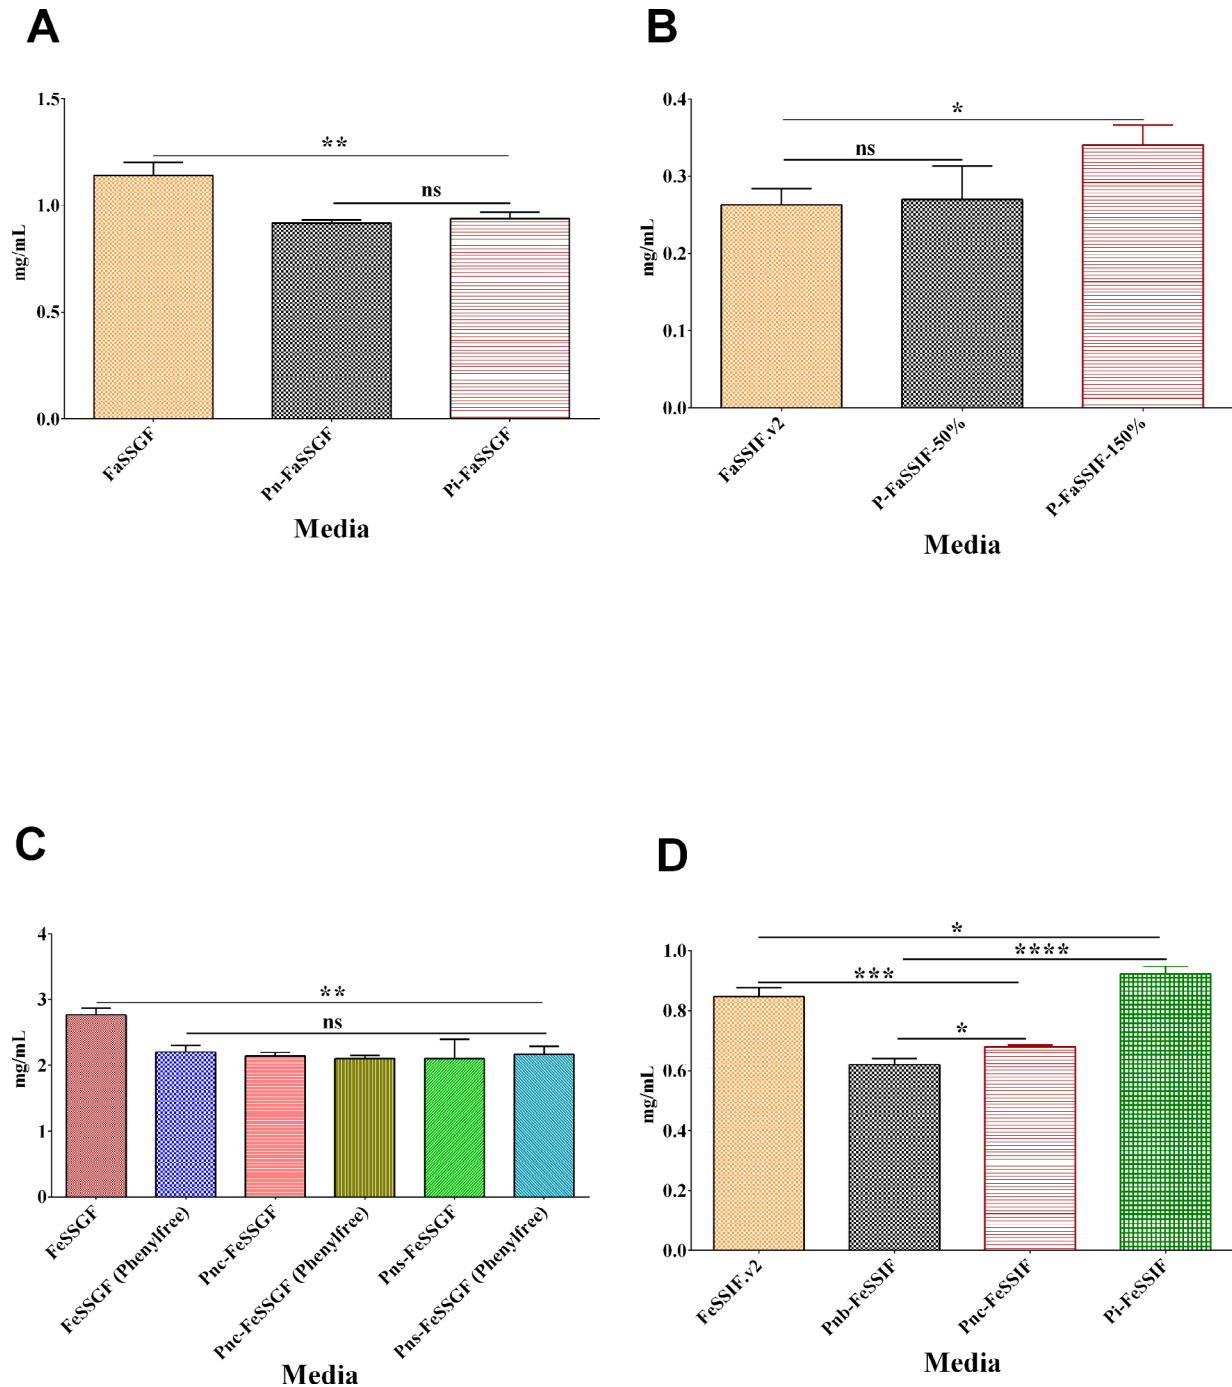 A
mg/mL
1.5
1.0
0.5
0.0
**
ns
FaSSGF
Pn-FaSSGF
Pi-FaSSGF
Media
B
mg/mL
0.4
0.3
0.2
0.1
0.0
*
ns
FaSSIF.v2
P-FaSSIF-50%
P-FaSSIF-150%
Media
C
mg/mL
4
3
2
1
0
**
ns
FeSSGF
FeSSGF (Phenylfree)
Pnc-FeSSGF
Pnc-FeSSGF (Phenylfree)
Pns-FeSSGF
Pns-FeSSGF (Phenylfree)
Media
D
mg/mL
1.0
0.8
0.6
0.4
0.2
0.0
*
****
***
*
FeSSIF.v2
Pnb-FeSSIF
Pnc-FeSSIF
Pi-FeSSIF
Media